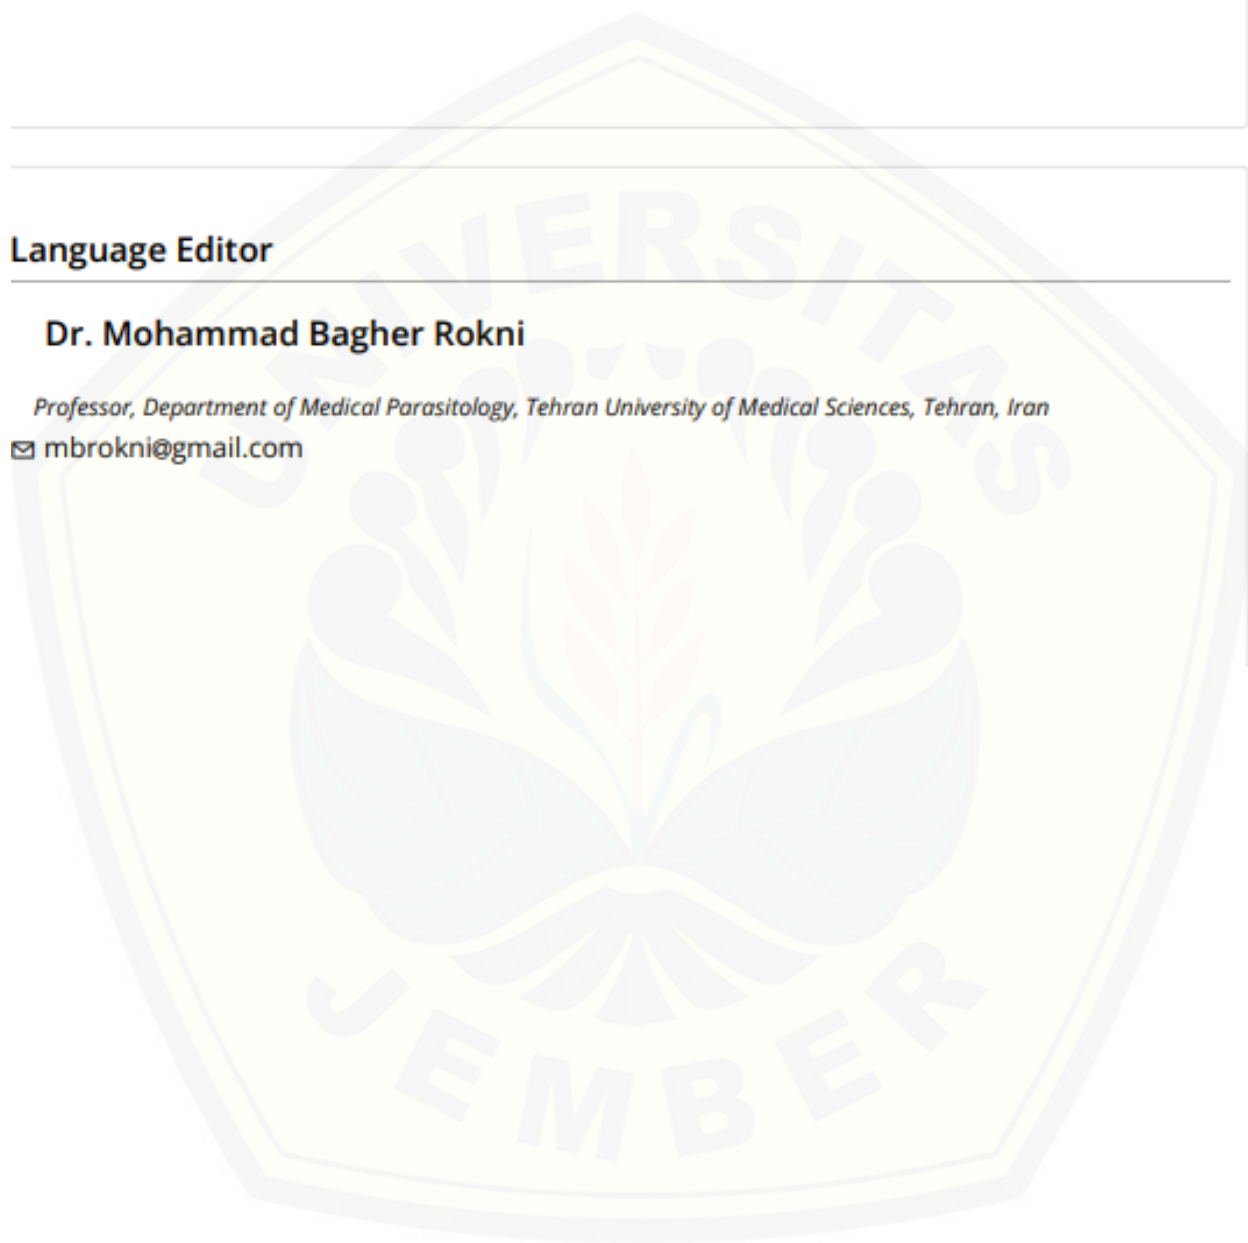 Language Editor
Dr. Mohammad Bagher Rokni
Professor, Department of Medical Parasitology, Tehran University of Medical Sciences, Tehran, Iran
mbrokni@gmail.com
UNIVERSITAS
JEMBER